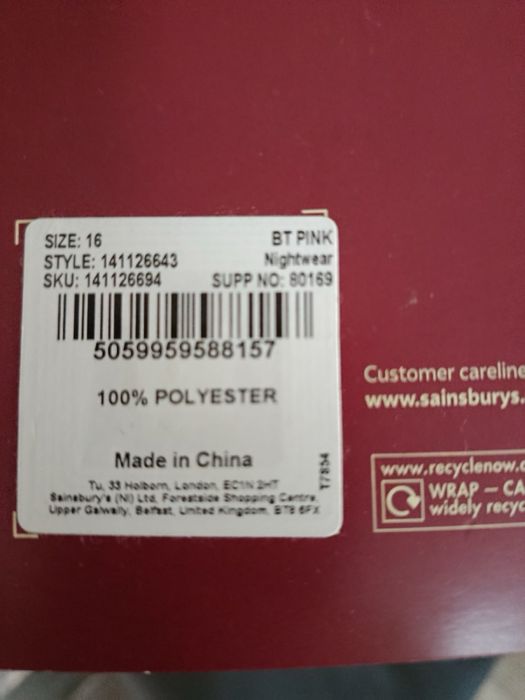 SIZE: 16 BT PINK
STYLE: 141126643 Nightwear
SKU: 141126694 SUPP NO: 80169
5059959588157
100% POLYESTER
Made in China
T7834
Tu, 33 Holborn, London, EC1N 2HT
Sainsbury's (NI) Ltd, Forestside Shopping Centre,
Upper Galwally, Belfast, United Kingdom, BT8 6FX
Customer careline
www.sainsburys.
www.recyclenow.c
WRAP – CA
widely recyc